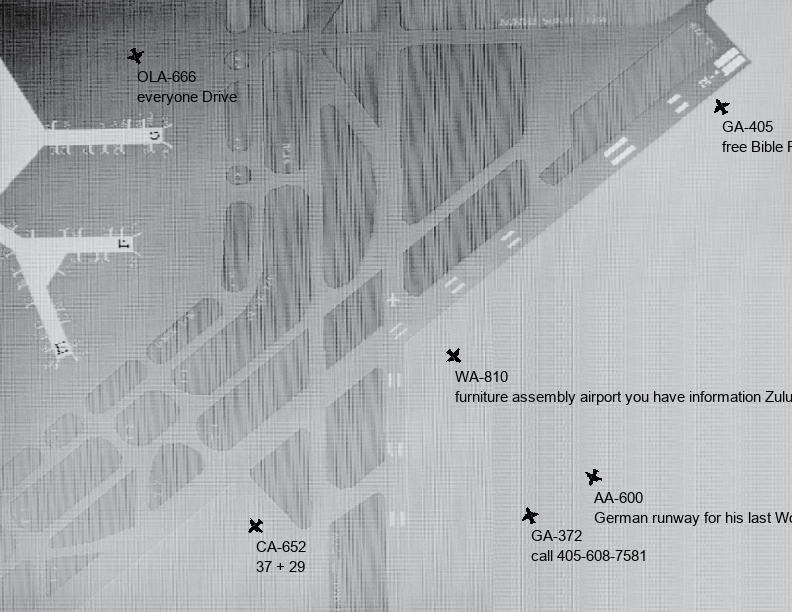 OLA-666
everyone Drive
GA-405
free Bible
WA-810
furniture assembly airport you have information Zulu
AA-600
German runway for his last
GA-372
call 405-608-7581
CA-652
37 + 29